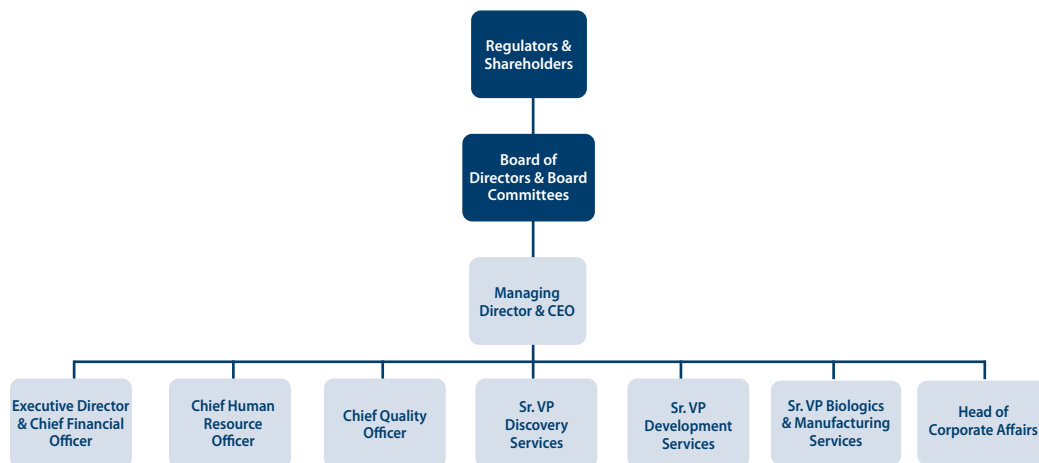 Regulators &
Shareholders
Board of
Directors & Board
Committees
Managing
Director & CEO
Executive Director
& Chief Financial
Officer
Chief Human
Resource
Officer
Chief Quality
Officer
Sr. VP
Discovery
Services
Sr. VP
Development
Services
Sr. VP Biologics
& Manufacturing
Services
Head of
Corporate Affairs